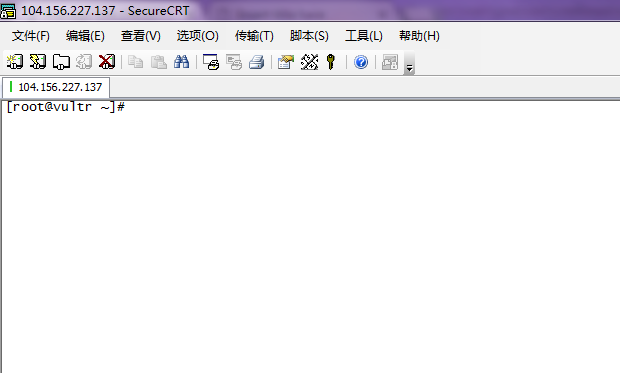 104.156.227.137 - SecureCRT
文件(F) 编辑(E) 查看(V) 选项(O) 传输(T) 脚本(S) 工具(L) 帮助(H)
104.156.227.137
[root@vultr ~]#